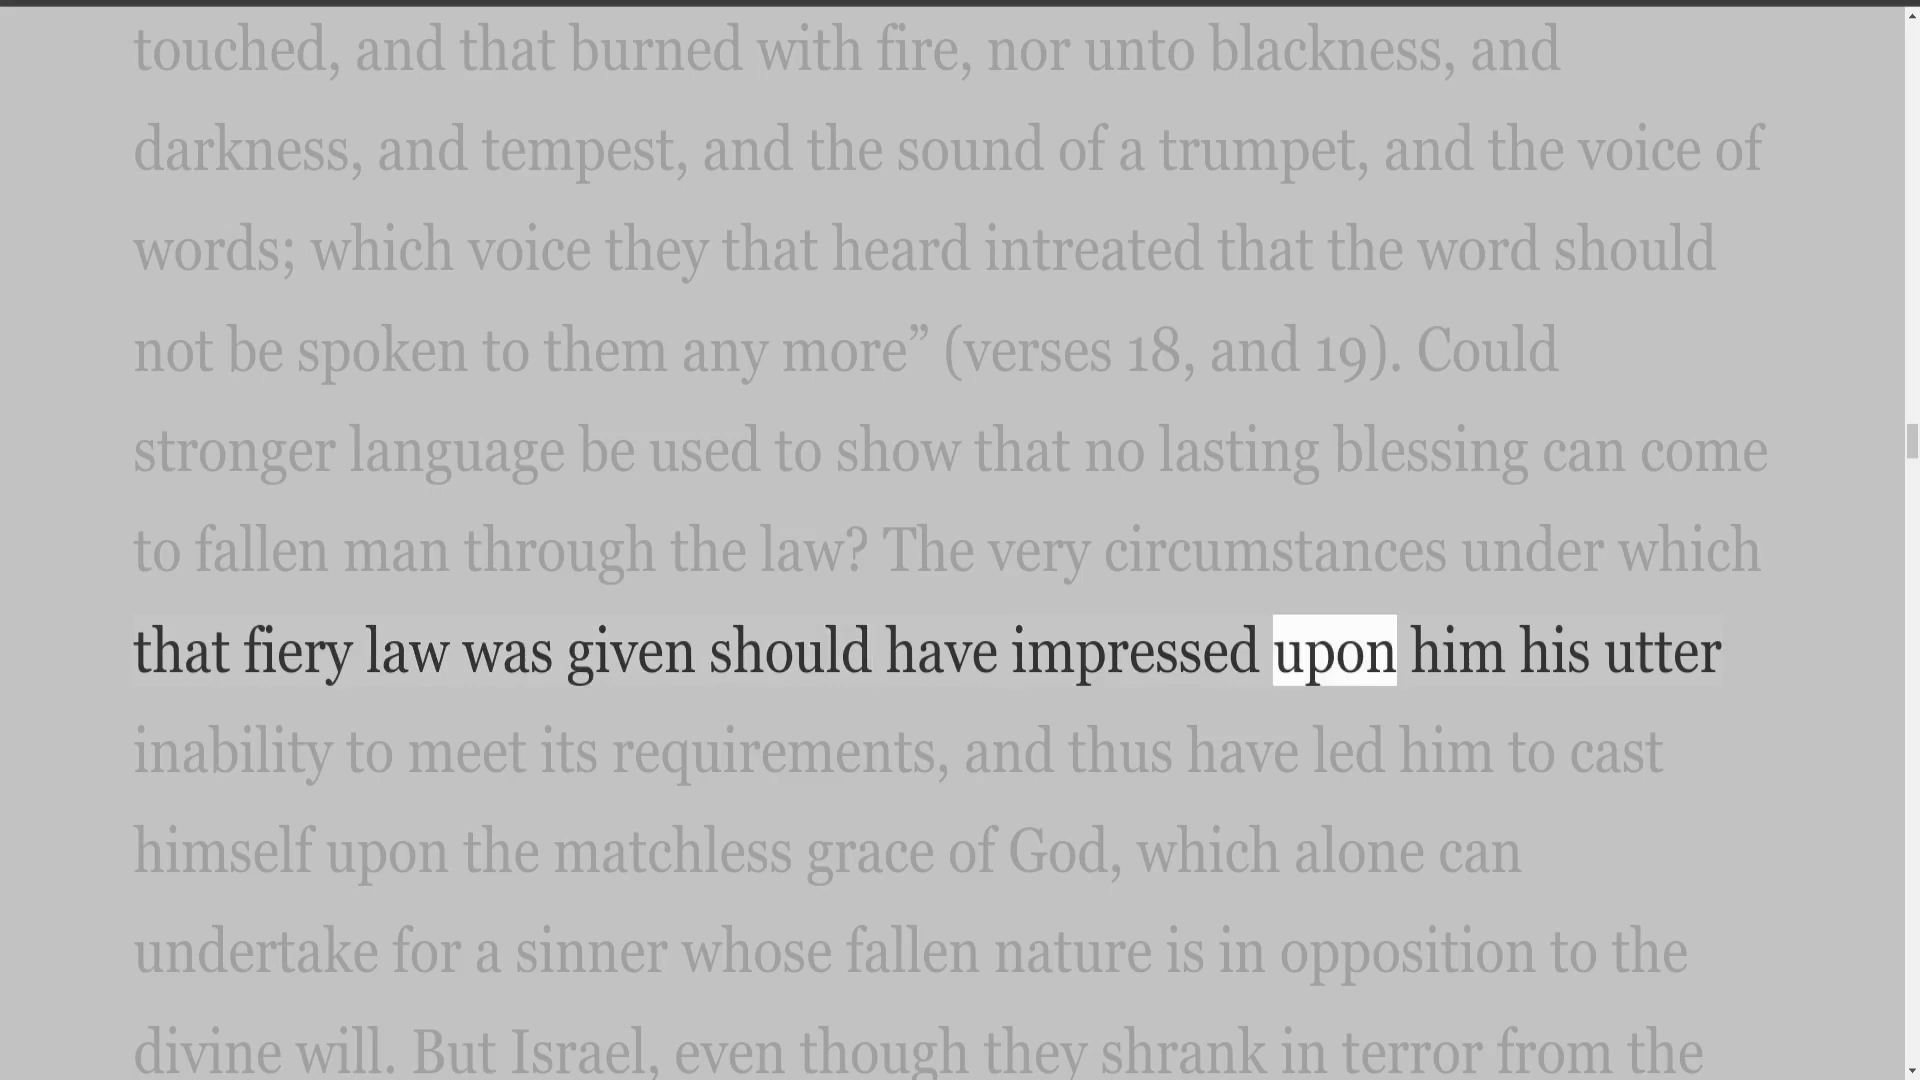 touched, and that burned with fire, nor unto blackness, and
darkness, and tempest, and the sound of a trumpet, and the voice of
words; which voice they that heard intreated that the word should
not be spoken to them any more” (verses 18, and 19). Could
stronger language be used to show that no lasting blessing can come
to fallen man through the law? The very circumstances under which
that fiery law was given should have impressed upon him his utter
inability to meet its requirements, and thus have led him to cast
himself upon the matchless grace of God, which alone can
undertake for a sinner whose fallen nature is in opposition to the
divine will. But Israel, even though they shrank in terror from the